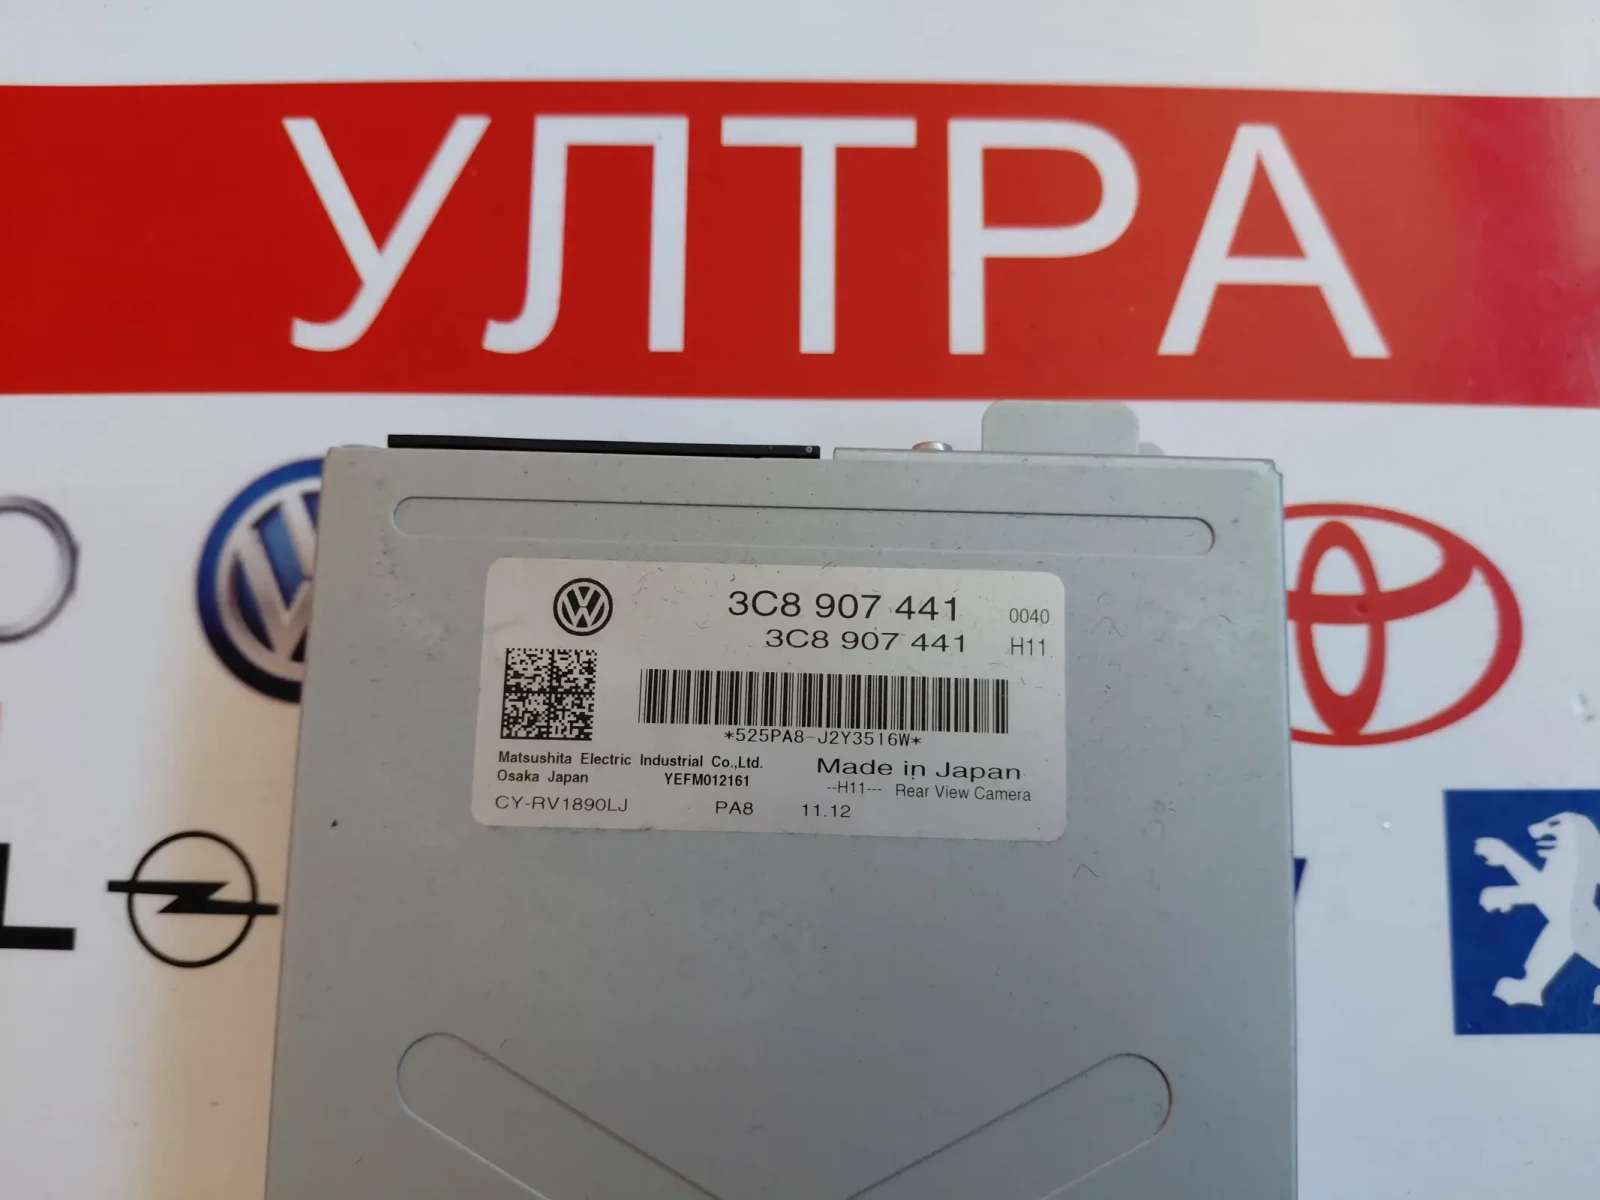 УЛТРА
3C8 907 441 0040
3C8 907 441 H11
*525PA8-J2Y3516W*
Matsushita Electric Industrial Co.,Ltd.
Osaka Japan YEFM012161
Made in Japan
--H11--- Rear View Camera
CY-RV1890LJ PA8 11.12